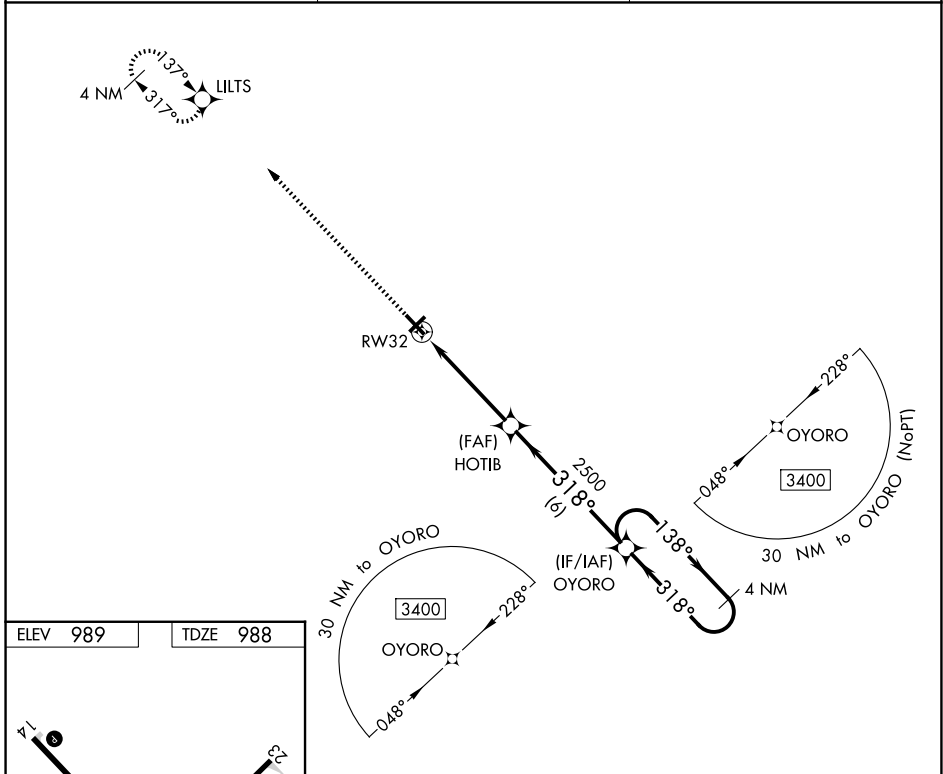 137°
LILTS
4 NM
317°
RW32
228°
OYORO
(FAF)
HOTIB
2500
318°
(6)
048°
3400
30 NM to OYORO (NoPT)
138°
30 NM to OYORO
(IF/IAF)
OYORO
4 NM
318°
3400
228°
ELEV 989
TDZE 988
OYORO
048°
14
P
23